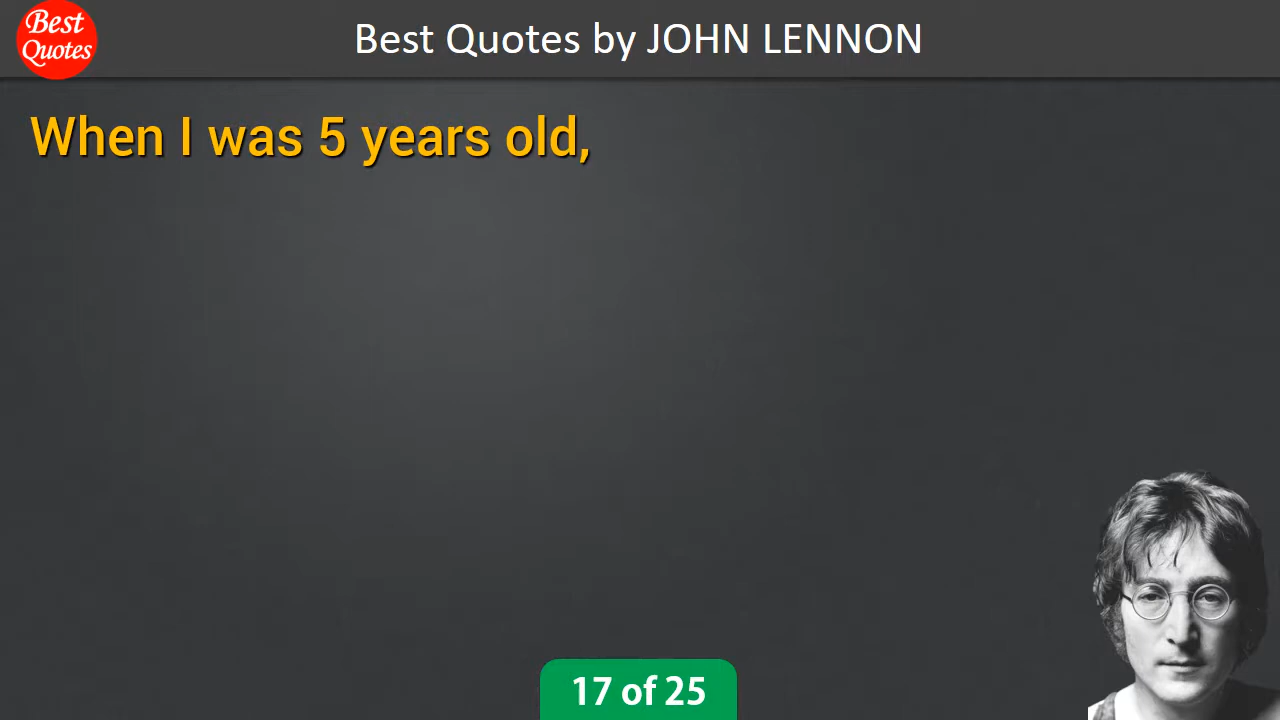 Best
Quotes
Best Quotes by JOHN LENNON
When I was 5 years old,
17 of 25